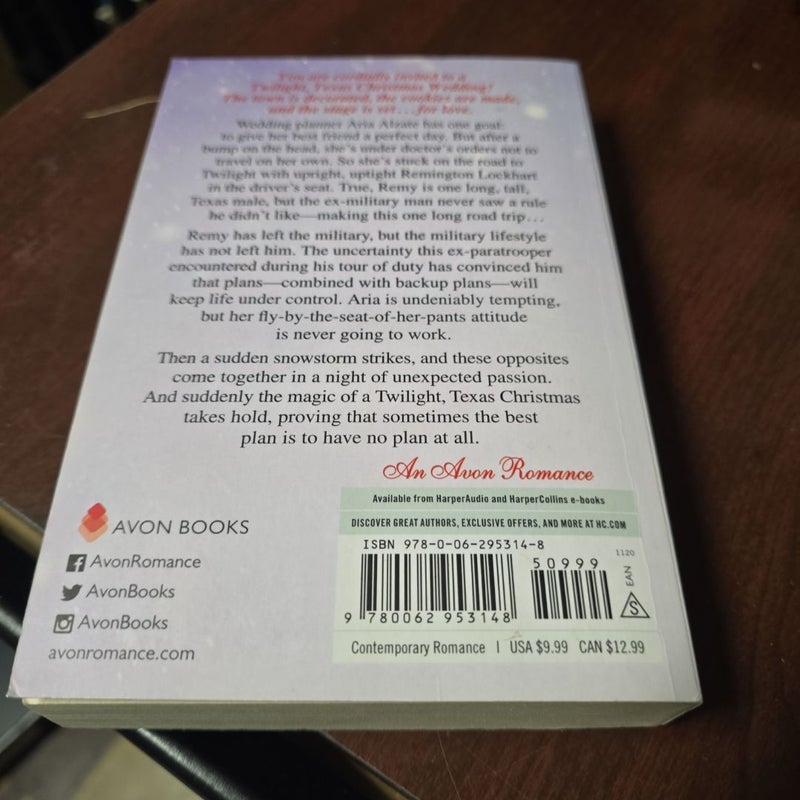 You are cordially invited to a
Twilight, Texas Christmas Wedding!
The town is decorated, the cookies are made,
and the stage is set...for love.
Wedding planner Aria Alzate has one goal:
to give her best friend a perfect day. But after a
bump on the head, she's under doctor's orders not to
travel on her own. So she's stuck on the road to
Twilight with upright, uptight Remington Lockhart
in the driver's seat. True, Remy is one long, tall,
Texas male, but the ex-military man never saw a rule
he didn't like—making this one long road trip...
Remy has left the military, but the military lifestyle
has not left him. The uncertainty this ex-paratrooper
encountered during his tour of duty has convinced him
that plans—combined with backup plans—will
keep life under control. Aria is undeniably tempting,
but her fly-by-the-seat-of-her-pants attitude
is never going to work.
Then a sudden snowstorm strikes, and these opposites
come together in a night of unexpected passion.
And suddenly the magic of a Twilight, Texas Christmas
takes hold, proving that sometimes the best
plan is to have no plan at all.
An Avon Romance
Available from HarperAudio and HarperCollins e-books
DISCOVER GREAT AUTHORS, EXCLUSIVE OFFERS, AND MORE AT HC.COM
AVON BOOKS
AvonRomance
AvonBooks
AvonBooks
avonromance.com
ISBN 978-0-06-295314-8
50999
1120
EAN
S
9 780062 953148
Contemporary Romance | USA $9.99 CAN $12.99